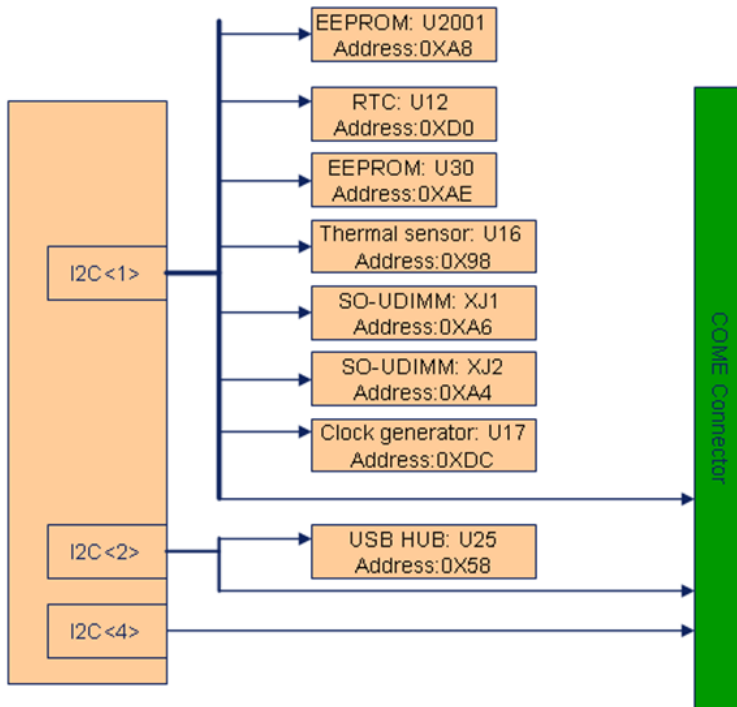 EEPROM: U2001
Address:0XA8
RTC: U12
Address:0XD0
EEPROM: U30
Address:0XAE
Thermal sensor: U16
Address:0X98
I2C<1>
SO-UDIMM: XJ1
Address:0XA6
SO-UDIMM: XJ2
Address:0XA4
Clock generator: U17
Address:0XDC
COME Connector
I2C<2>
USB HUB: U25
Address:0X58
I2C<4>